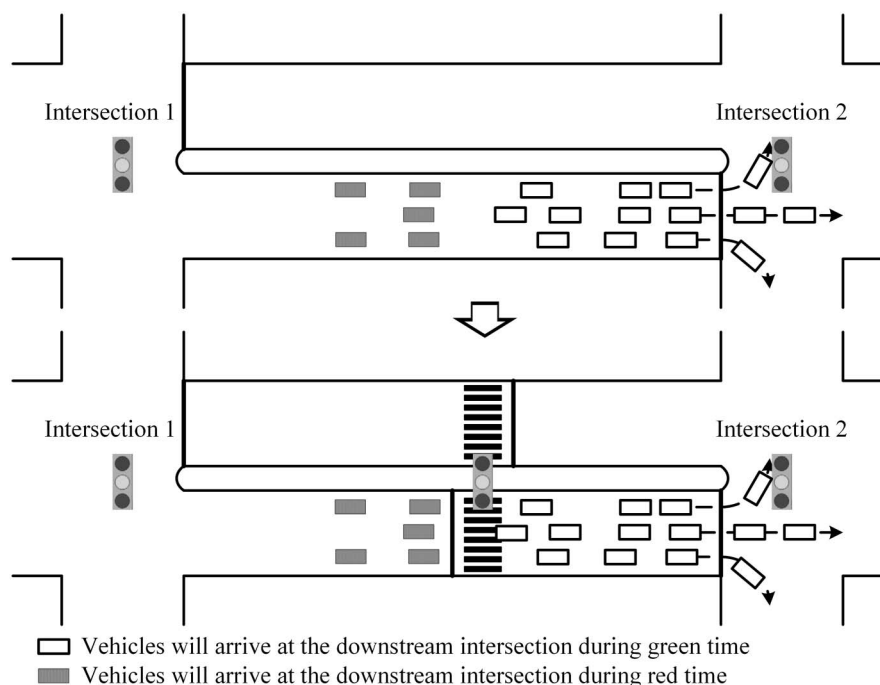 Intersection 1
Intersection 2
Intersection 1
Intersection 2
Vehicles will arrive at the downstream intersection during green time
Vehicles will arrive at the downstream intersection during red time